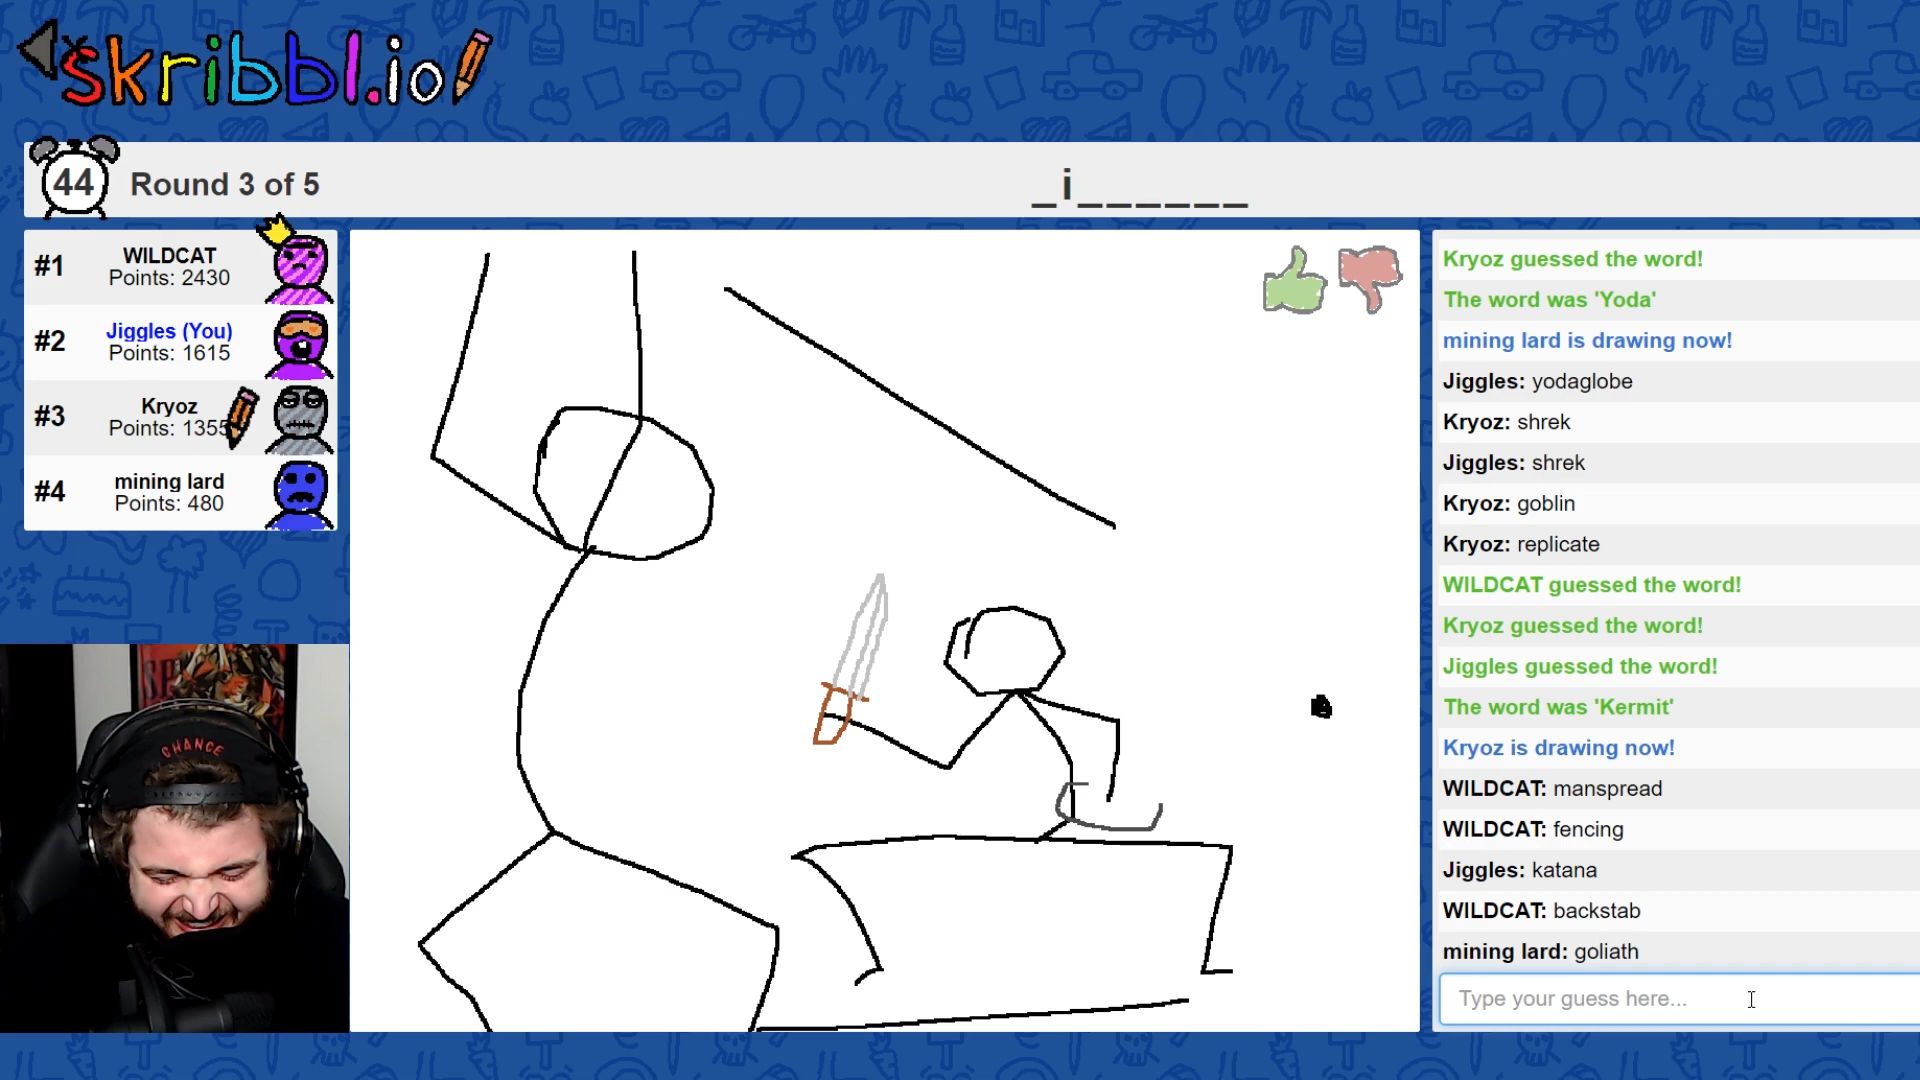 skribbl.io
44
Round 3 of 5
_i______
#1
WILDCAT
Points: 2430
#2
Jiggles (You)
Points: 1615
#3
Kryoz
Points: 1355
#4
mining lard
Points: 480
Kryoz guessed the word!
The word was 'Yoda'
mining lard is drawing now!
Jiggles: yodaglobe
Kryoz: shrek
Jiggles: shrek
Kryoz: goblin
Kryoz: replicate
WILDCAT guessed the word!
Kryoz guessed the word!
Jiggles guessed the word!
The word was 'Kermit'
Kryoz is drawing now!
WILDCAT: manspread
WILDCAT: fencing
Jiggles: katana
WILDCAT: backstab
mining lard: goliath
Type your guess here...
CHANCE